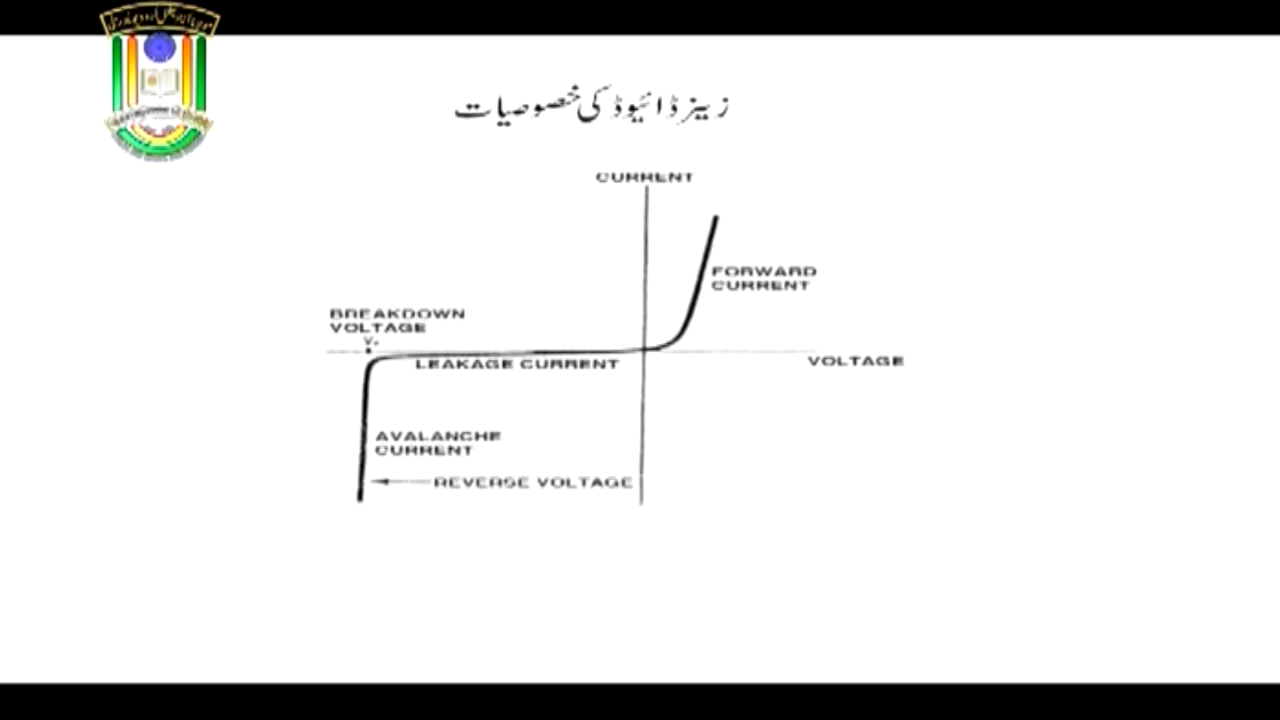 زینر ڈائیوڈ کی خصوصیات
CURRENT
FORWARD
CURRENT
BREAKDOWN
VOLTAGE
LEAKAGE CURRENT
VOLTAGE
AVALANCHE
CURRENT
REVERSE VOLTAGE